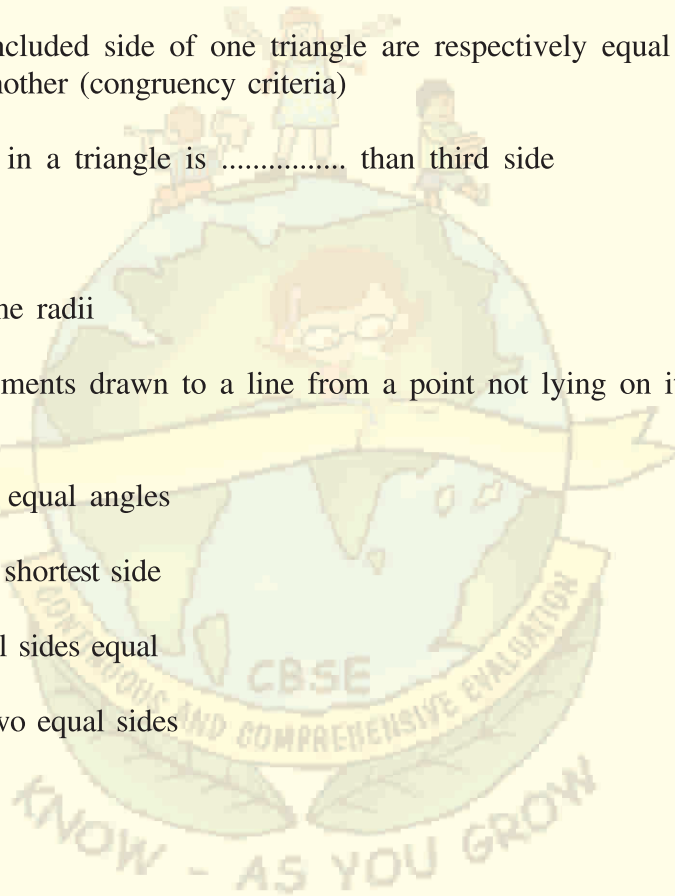 ncluded side of one triangle are respectively equal
nother (congruency criteria)
in a triangle is ................ than third side
he radii
ments drawn to a line from a point not lying on it
equal angles
shortest side
l sides equal
wo equal sides
CBSE
CONTINUOUS AND COMPREHENSIVE EVALUATION
KNOW - AS YOU GROW